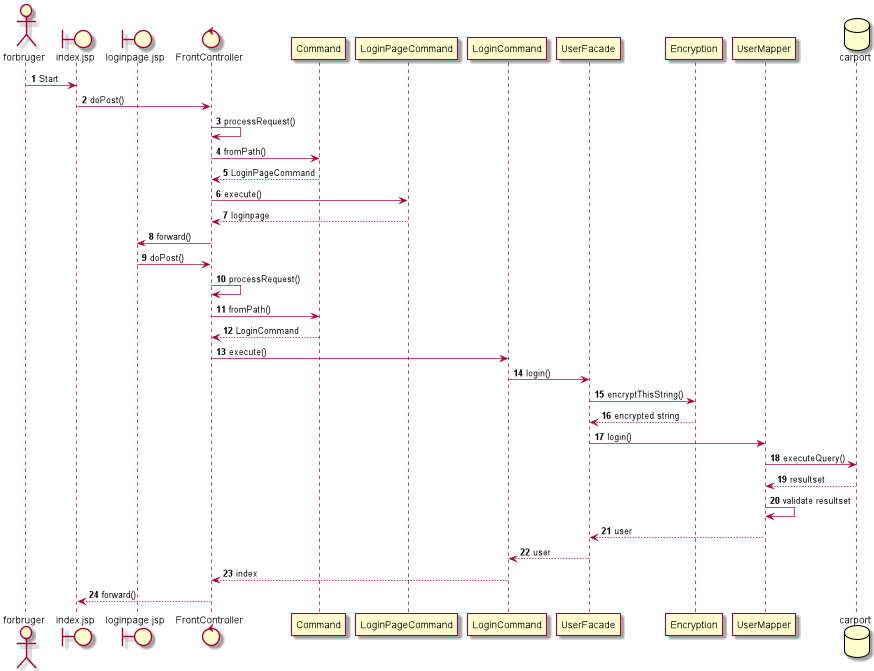 forbruger
index.jsp
loginpage.jsp
FrontController
Command
LoginPageCommand
LoginCommand
UserFacade
Encryption
UserMapper
carport
1 Start
2 doPost()
3 processRequest()
4 fromPath()
5 LoginPageCommand
6 execute()
7 loginpage
8 forward()
9 doPost()
10 processRequest()
11 fromPath()
12 LoginCommand
13 execute()
14 login()
15 encryptThisString()
16 encrypted string
17 login()
18 executeQuery()
19 resultset
20 validate resultset
21 user
22 user
23 index
24 forward()
forbruger
index.jsp
loginpage.jsp
FrontController
Command
LoginPageCommand
LoginCommand
UserFacade
Encryption
UserMapper
carport